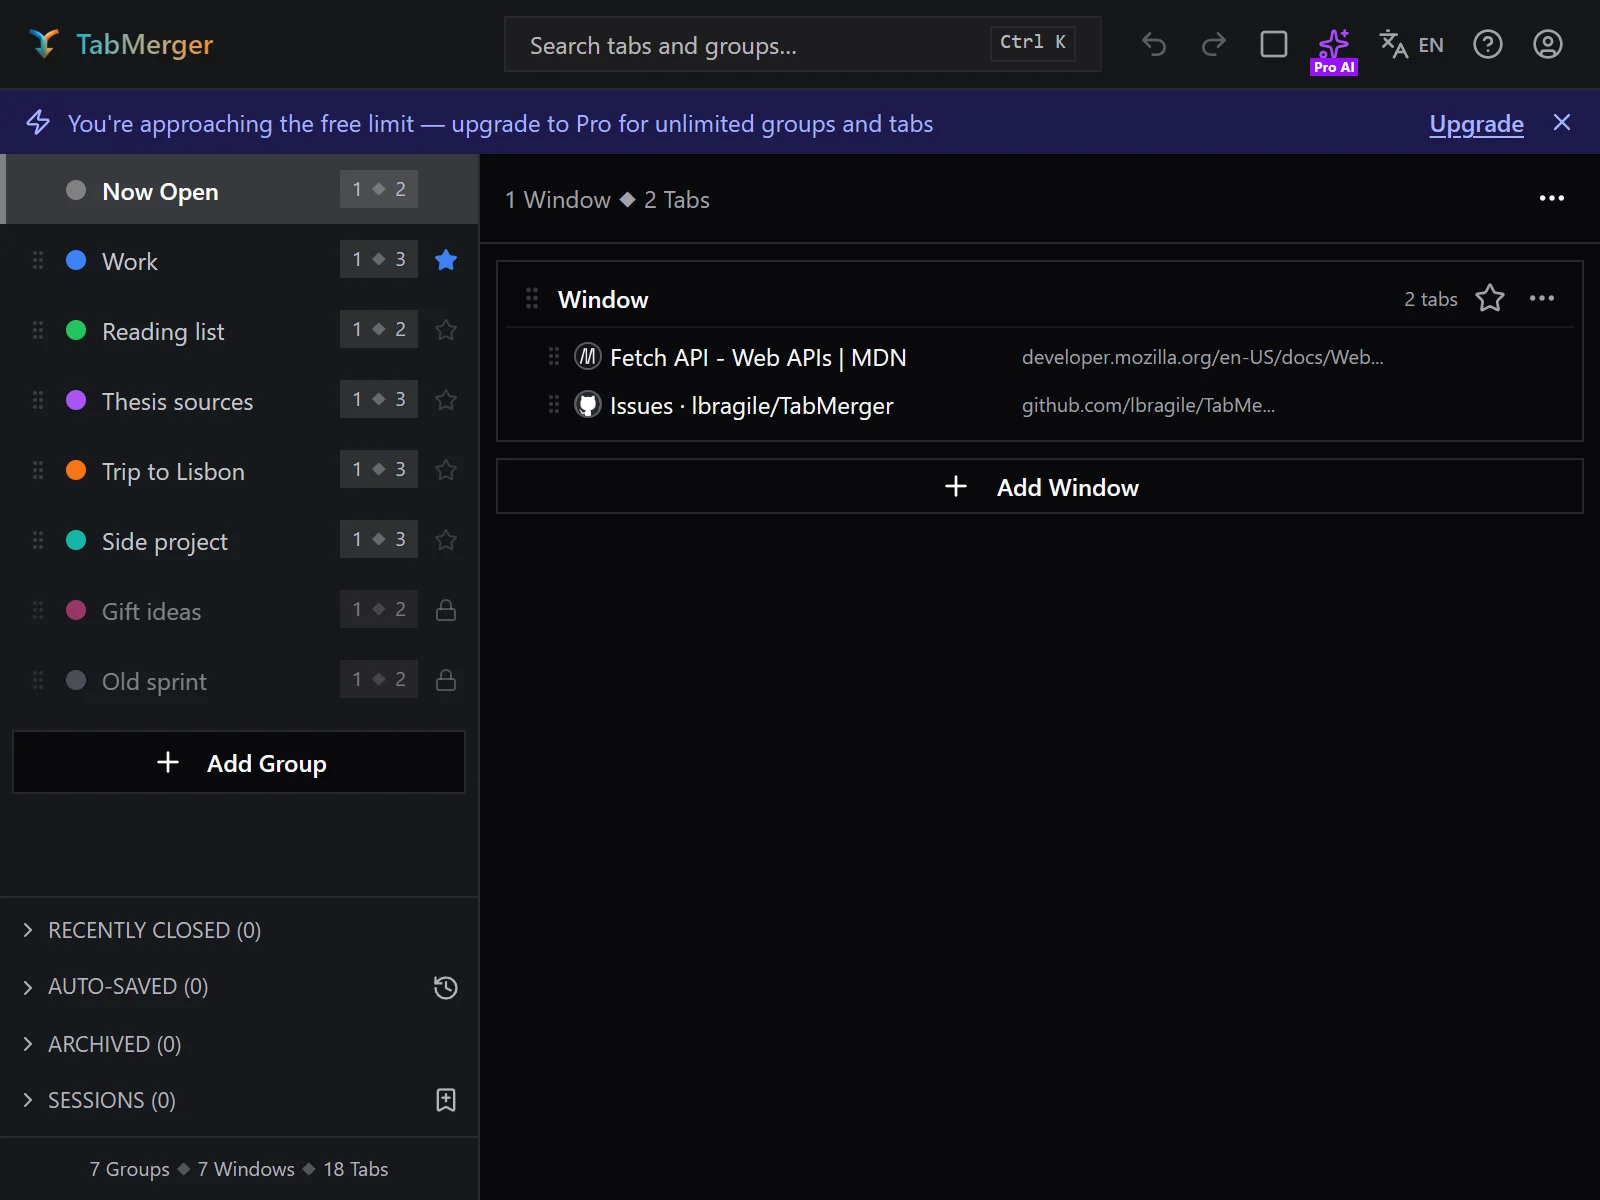 TabMerger
Search tabs and groups... Ctrl K
Pro AI
EN
You're approaching the free limit — upgrade to Pro for unlimited groups and tabs
Upgrade
Now Open 1 ◆ 2
Work 1 ◆ 3
Reading list 1 ◆ 2
Thesis sources 1 ◆ 3
Trip to Lisbon 1 ◆ 3
Side project 1 ◆ 3
Gift ideas 1 ◆ 2
Old sprint 1 ◆ 2
Add Group
RECENTLY CLOSED (0)
AUTO-SAVED (0)
ARCHIVED (0)
SESSIONS (0)
7 Groups ◆ 7 Windows ◆ 18 Tabs
1 Window ◆ 2 Tabs
Window 2 tabs
Fetch API - Web APIs | MDN developer.mozilla.org/en-US/docs/Web...
Issues · lbragile/TabMerger github.com/lbragile/TabMe...
Add Window